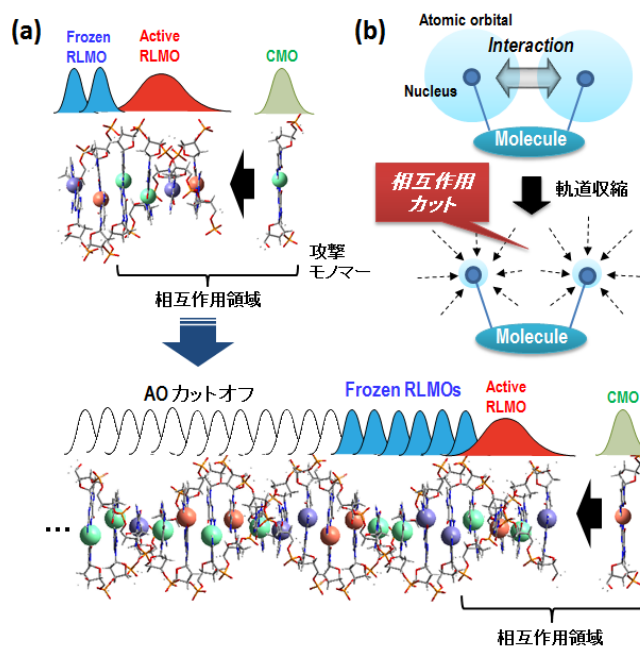 (a)
Frozen
RLMO
Active
RLMO
CMO
攻撃
モノマー
相互作用領域
(b)
Atomic orbital
Interaction
Nucleus
Molecule
相互作用
カット
軌道収縮
Molecule
AO カットオフ
Frozen RLMOs
Active
RLMO
CMO
...
相互作用領域